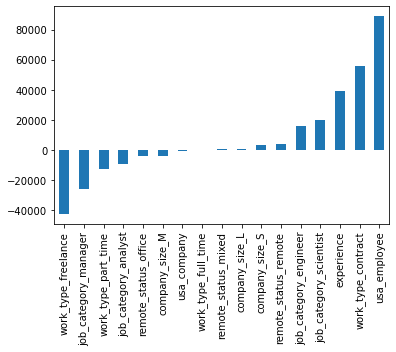 80000
60000
40000
20000
0
−20000
−40000
work_type_freelance
job_category_manager
work_type_part_time
job_category_analyst
remote_status_office
company_size_M
usa_company
work_type_full_time
remote_status_mixed
company_size_L
company_size_S
remote_status_remote
job_category_engineer
job_category_scientist
experience
work_type_contract
usa_employee